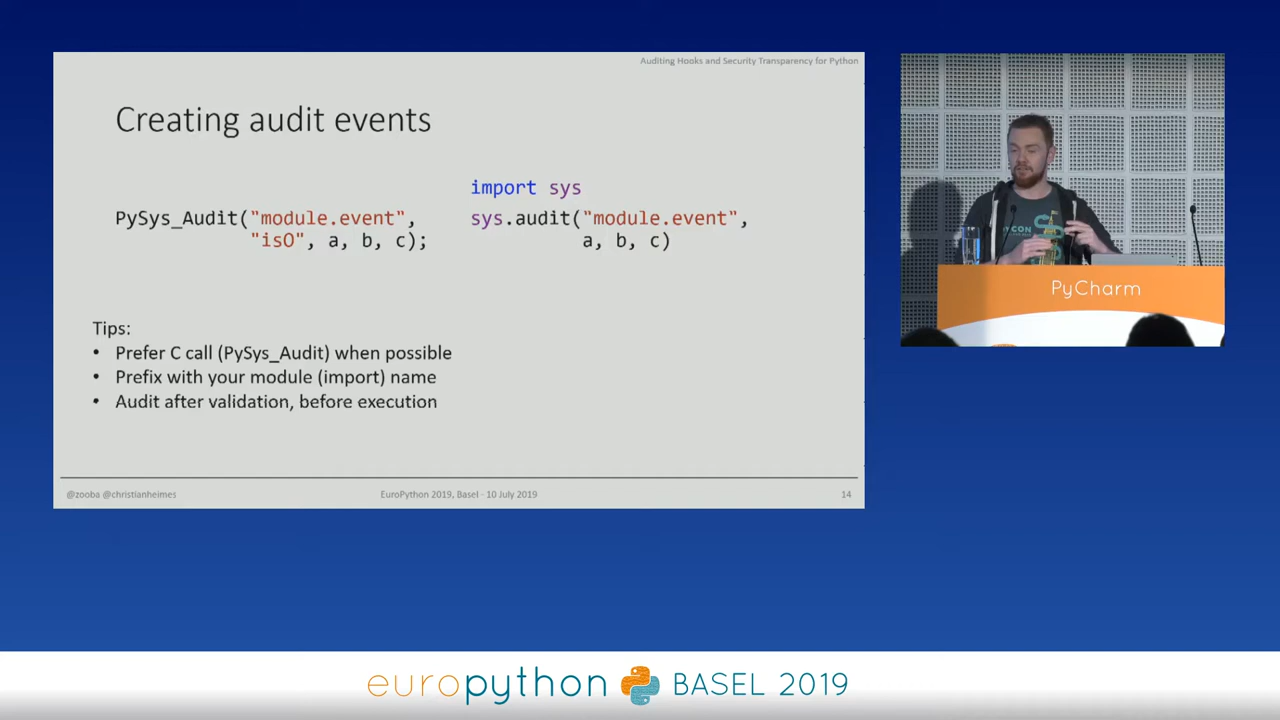 Auditing Hooks and Security Transparency for Python
Creating audit events
PySys_Audit("module.event",
"isO", a, b, c);
import sys
sys.audit("module.event",
a, b, c)
Tips:
• Prefer C call (PySys_Audit) when possible
• Prefix with your module (import) name
• Audit after validation, before execution
@zooba @christianheimes
EuroPython 2019, Basel - 10 July 2019
14
CON
PyCharm
europython BASEL 2019